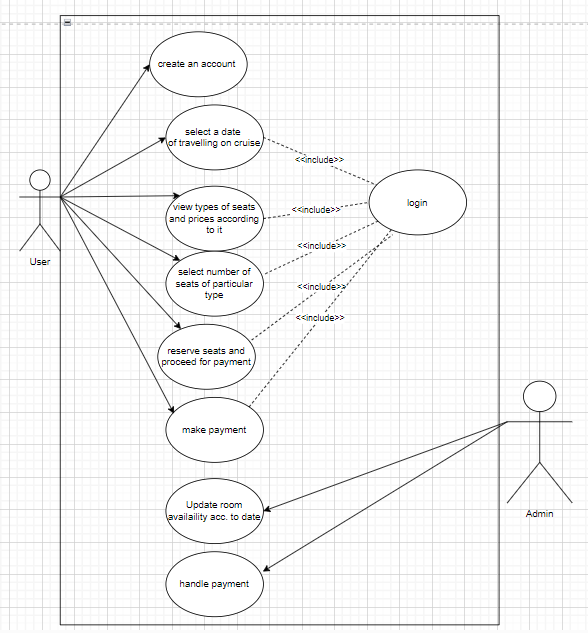 create an account
select a date
of travelling on cruise
<<include>>
view types of seats
and prices according
to it
<<include>>
login
select number of
seats of particular
type
<<include>>
User
<<include>>
<<include>>
reserve seats and
proceed for payment
make payment
Update room
availaility acc. to date
Admin
handle payment